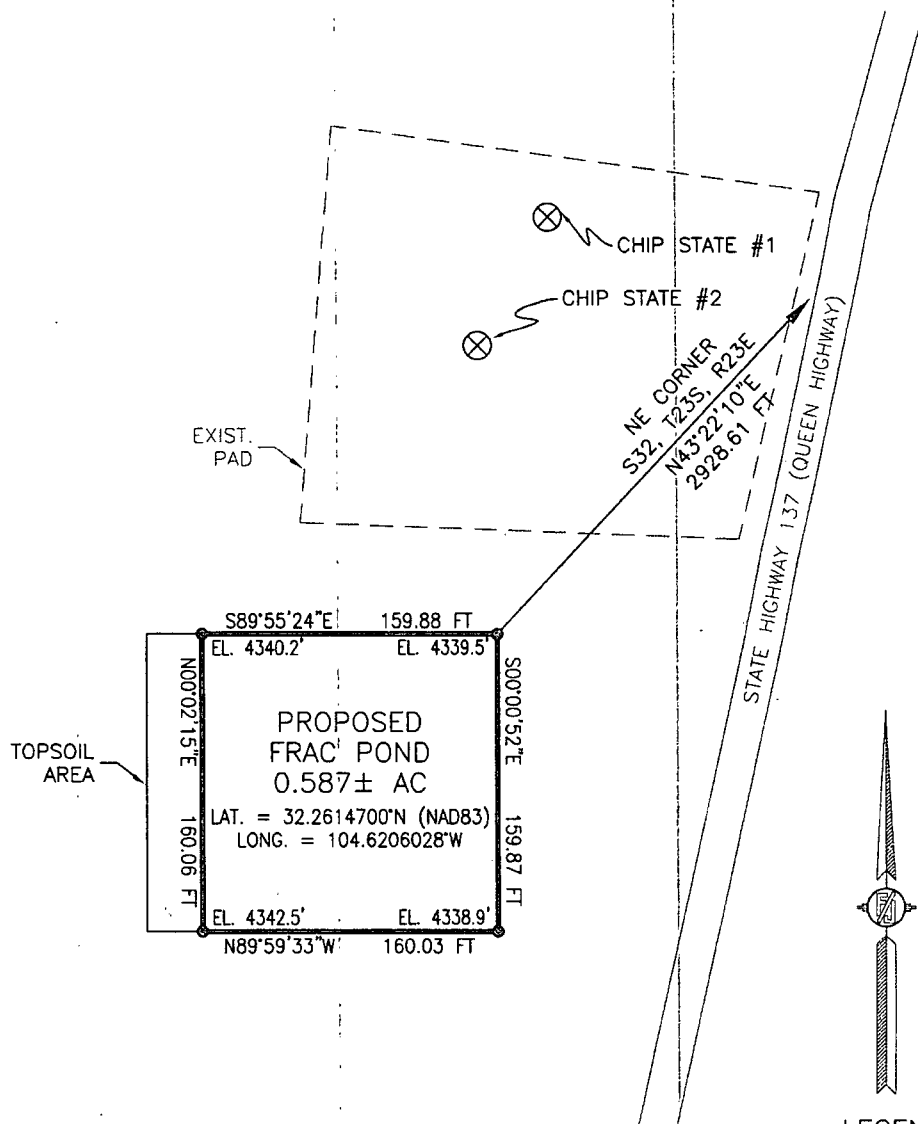 CHIP STATE #1
CHIP STATE #2
NE CORNER
S32, T23S, R23E
N43°22'10"E
2928.61 FT
STATE HIGHWAY 137 (QUEEN HIGHWAY)
EXIST.
PAD
S89°55'24"E 159.88 FT
EL. 4340.2' EL. 4339.5'
N00°02'15"E 160.06 FT
S00°00'52"E 159.87 FT
TOPSOIL
AREA
PROPOSED
FRAC POND
0.587± AC
LAT. = 32.2614700°N (NAD83)
LONG. = 104.6206028°W
EL. 4342.5' EL. 4338.9'
N89°59'33"W 160.03 FT